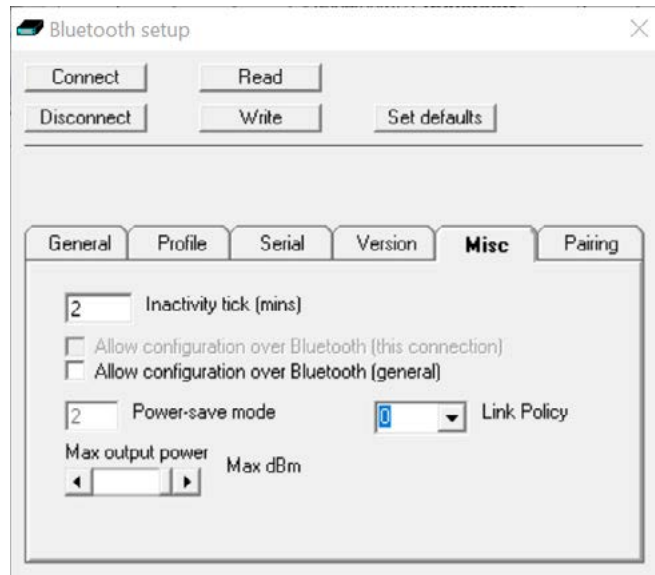 Bluetooth setup
Connect Read
Disconnect Write Set defaults
General Profile Serial Version Misc Pairing
2 Inactivity tick (mins)
Allow configuration over Bluetooth (this connection)
Allow configuration over Bluetooth (general)
2 Power-save mode 0 Link Policy
Max output power
Max dBm